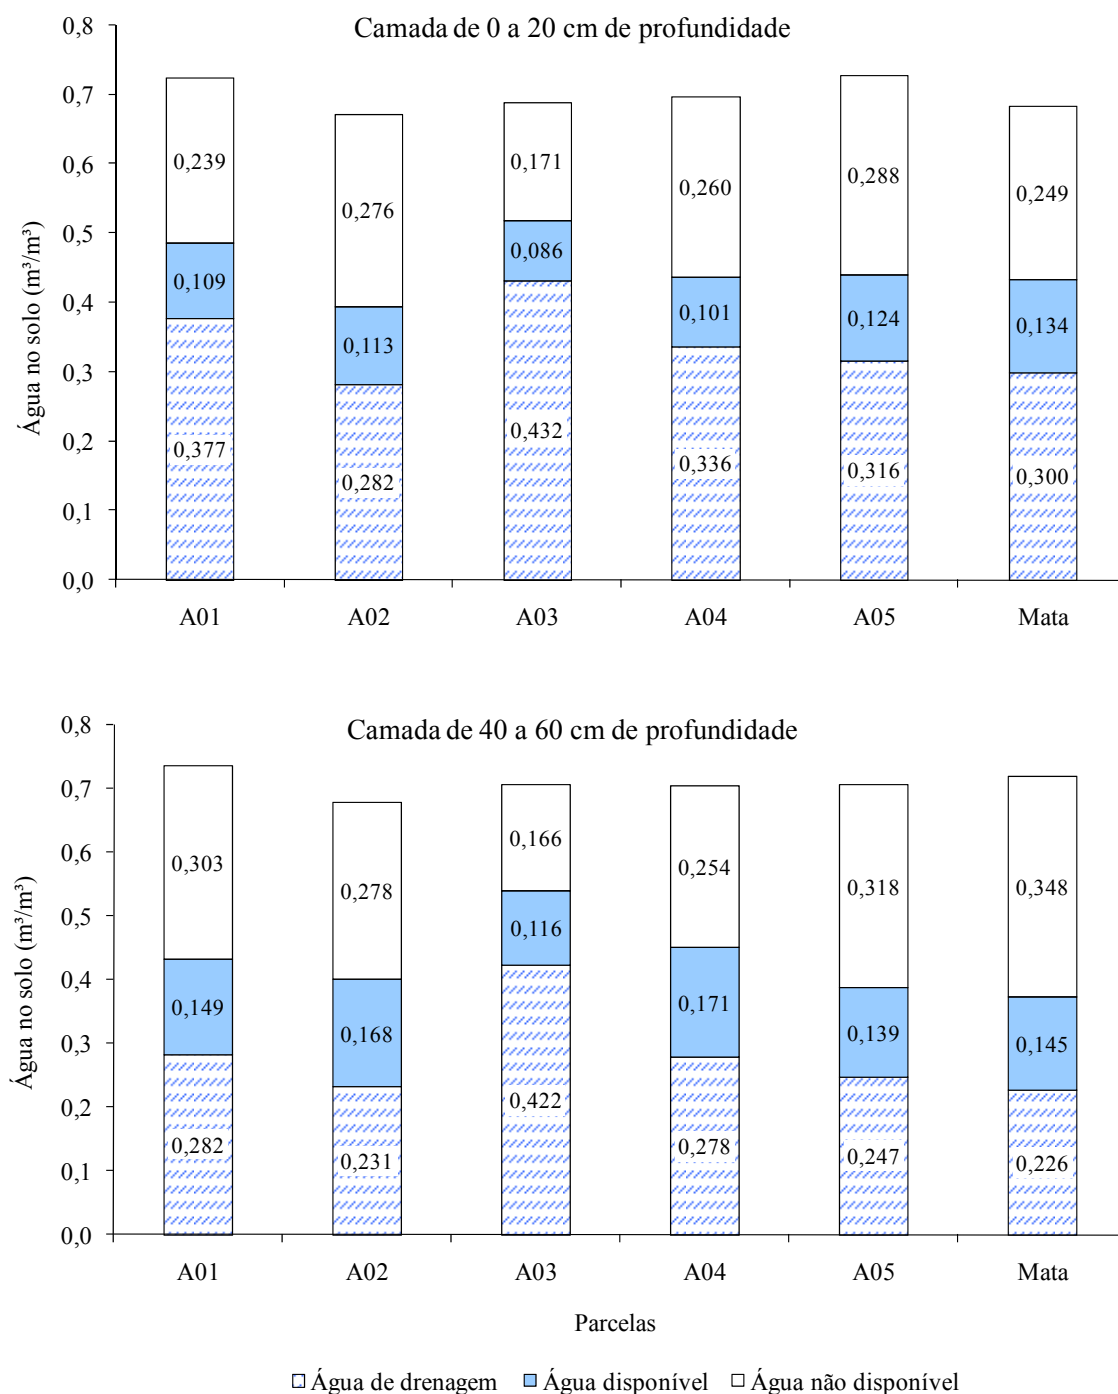 Camada de 0 a 20 cm de profundidade
Água no solo (m³/m³)
0,8
0,7
0,6
0,5
0,4
0,3
0,2
0,1
0,0
0,239 0,276 0,171 0,260 0,288 0,249
0,109 0,113 0,086 0,101 0,124 0,134
0,377 0,282 0,432 0,336 0,316 0,300
A01 A02 A03 A04 A05 Mata
Camada de 40 a 60 cm de profundidade
Água no solo (m³/m³)
0,8
0,7
0,6
0,5
0,4
0,3
0,2
0,1
0,0
0,303 0,278 0,166 0,254 0,318 0,348
0,149 0,168 0,116 0,171 0,139 0,145
0,282 0,231 0,422 0,278 0,247 0,226
A01 A02 A03 A04 A05 Mata
Parcelas
Água de drenagem Água disponível Água não disponível